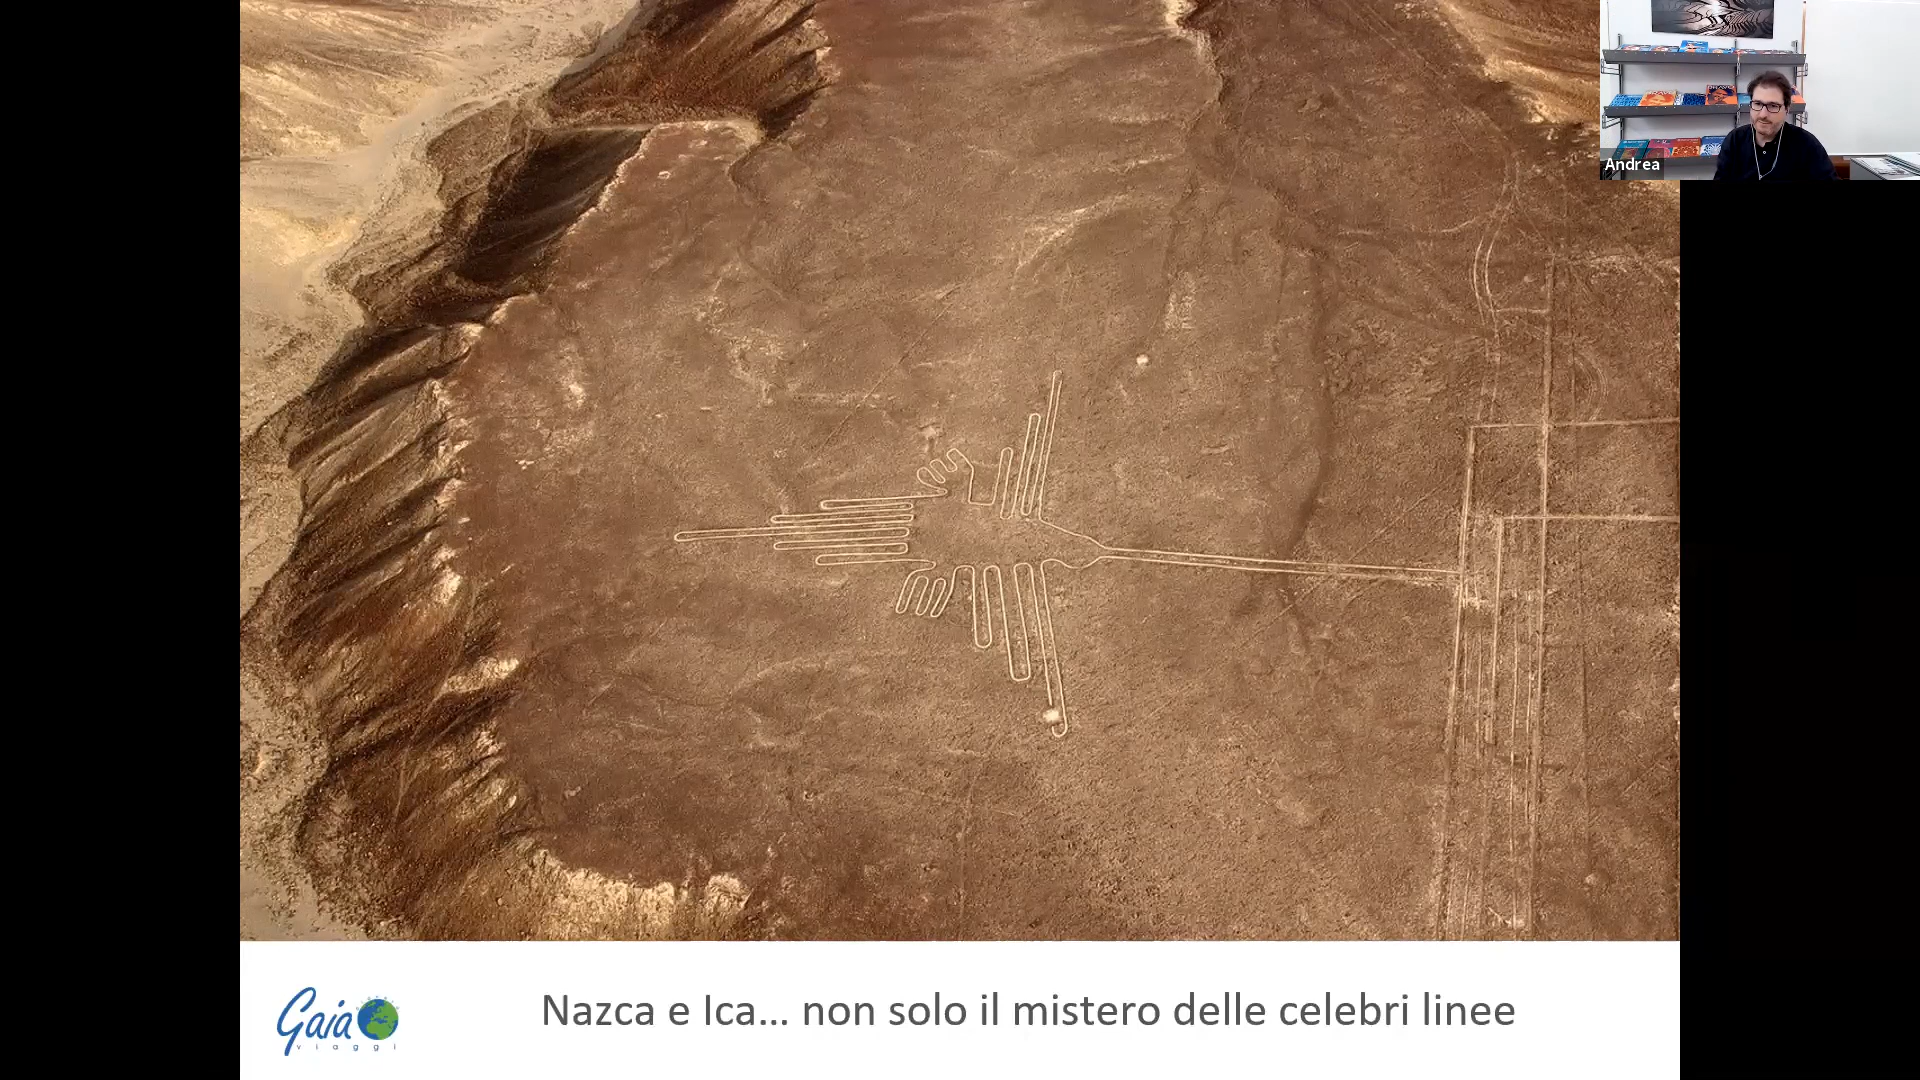 Andrea
Nazca e Ica... non solo il mistero delle celebri linee
Gaia
viaggi